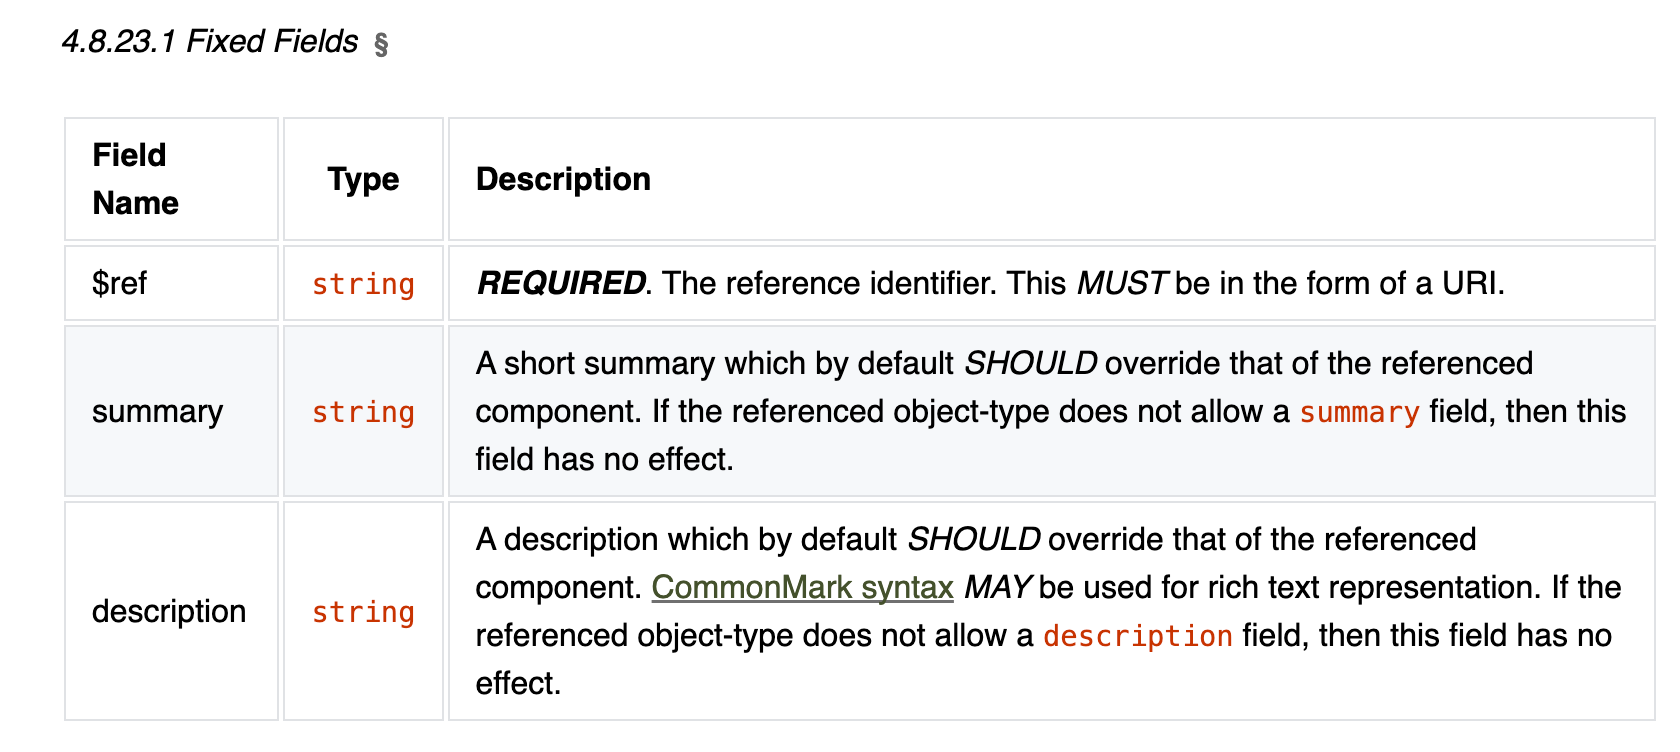 4.8.23.1 Fixed Fields §
Field
Name
Type
Description
$ref
string
REQUIRED. The reference identifier. This MUST be in the form of a URI.
summary
string
A short summary which by default SHOULD override that of the referenced
component. If the referenced object-type does not allow a summary field, then this
field has no effect.
description
string
A description which by default SHOULD override that of the referenced
component. CommonMark syntax MAY be used for rich text representation. If the
referenced object-type does not allow a description field, then this field has no
effect.